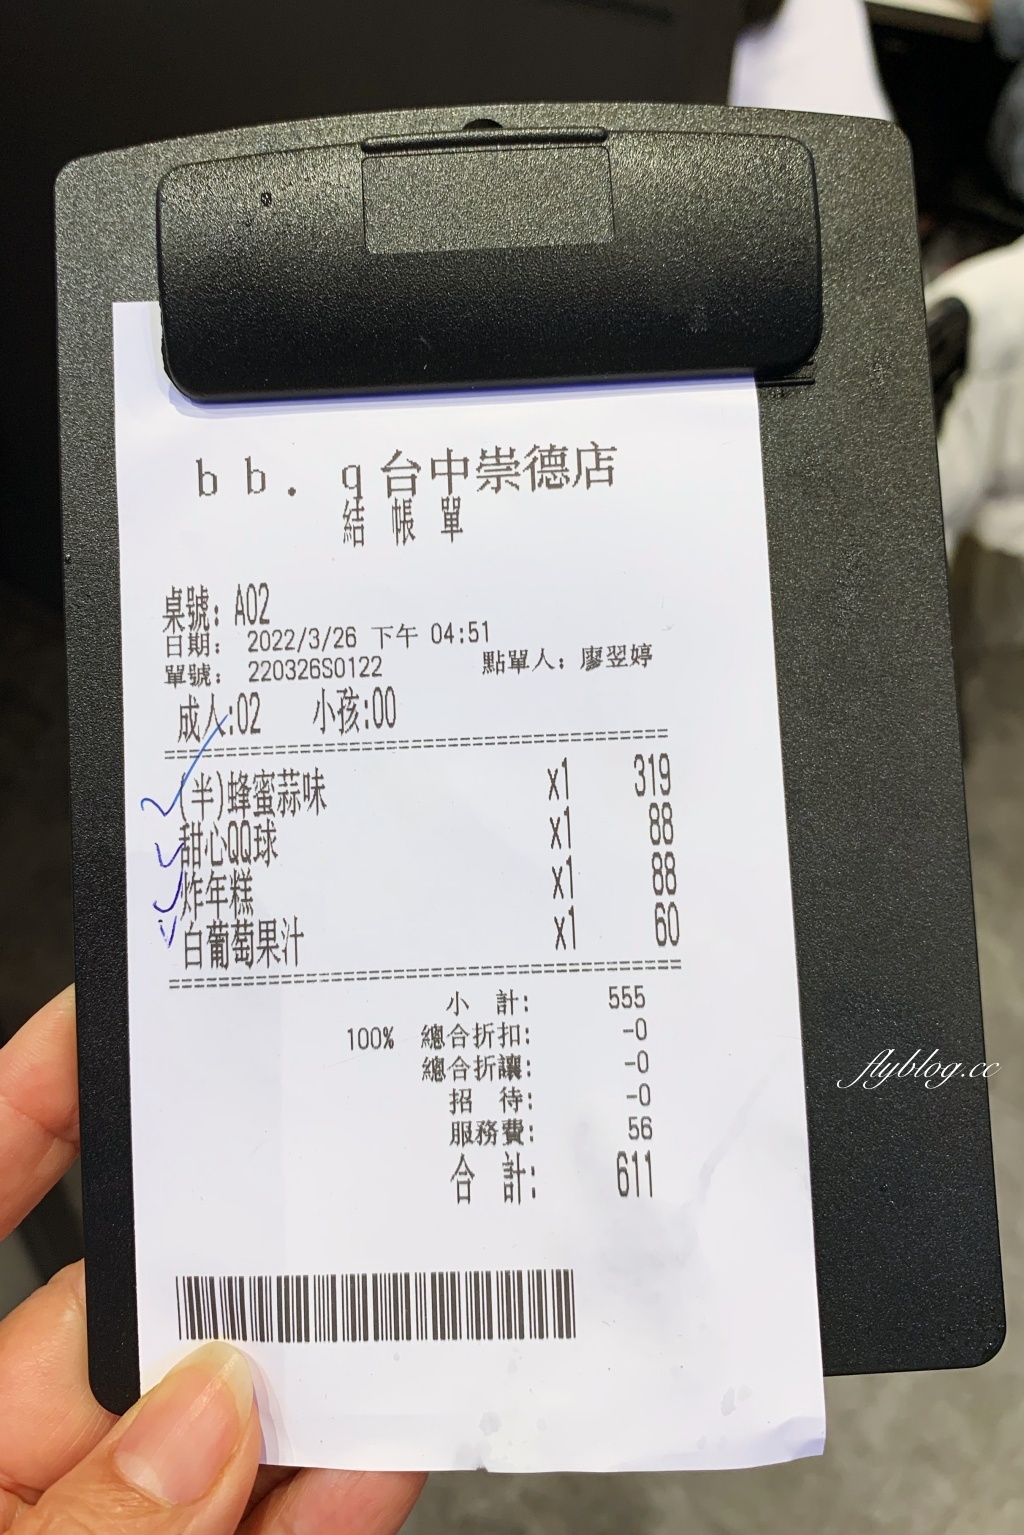 bb.q台中崇德店
結帳單
桌號: A02
日期: 2022/3/26 下午 04:51
單號: 220326S0122 點單人: 廖翌婷
成人:02 小孩:00
(半)蜂蜜蒜味 x1 319
甜心QQ球 x1 88
炸年糕 x1 88
白葡萄果汁 x1 60
小 計: 555
100% 總合折扣: -0
總合折讓: -0
招 待: -0
服務費: 56
合 計: 611
flyblog.cc